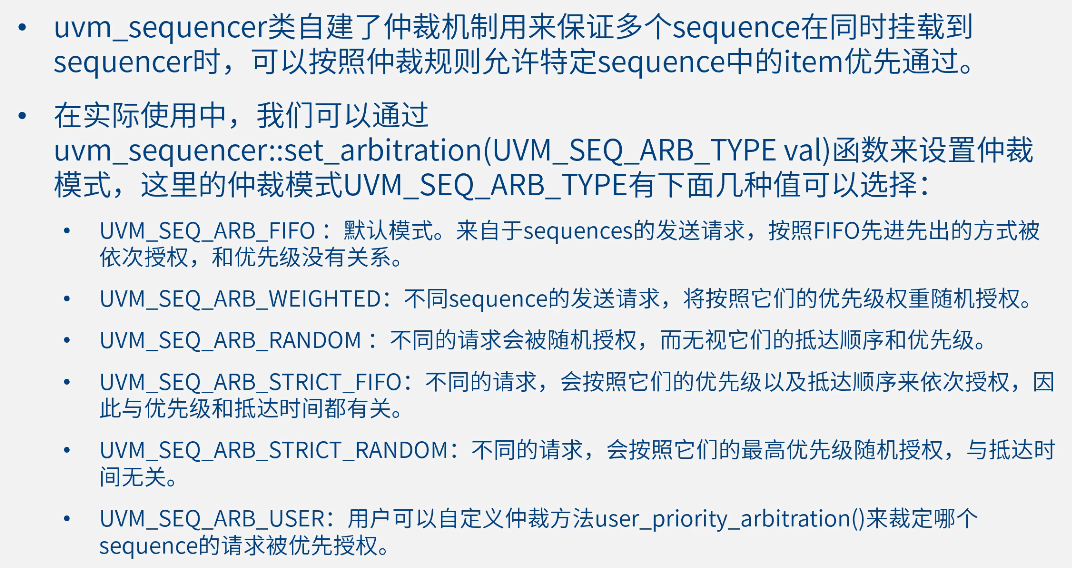 • uvm_sequencer类自建了仲裁机制用来保证多个sequence在同时挂载到
sequencer时，可以按照仲裁规则允许特定sequence中的item优先通过。
• 在实际使用中，我们可以通过
uvm_sequencer::set_arbitration(UVM_SEQ_ARB_TYPE val)函数来设置仲裁
模式，这里的仲裁模式UVM_SEQ_ARB_TYPE有下面几种值可以选择：
• UVM_SEQ_ARB_FIFO ：默认模式。来自于sequences的发送请求，按照FIFO先进先出的方式被
依次授权，和优先级没有关系。
• UVM_SEQ_ARB_WEIGHTED：不同sequence的发送请求，将按照它们的优先级权重随机授权。
• UVM_SEQ_ARB_RANDOM ：不同的请求会被随机授权，而无视它们的抵达顺序和优先级。
• UVM_SEQ_ARB_STRICT_FIFO：不同的请求，会按照它们的优先级以及抵达顺序来依次授权，因
此与优先级和抵达时间都有关。
• UVM_SEQ_ARB_STRICT_RANDOM：不同的请求，会按照它们的最高优先级随机授权，与抵达时
间无关。
• UVM_SEQ_ARB_USER：用户可以自定义仲裁方法user_priority_arbitration()来裁定哪个
sequence的请求被优先授权。